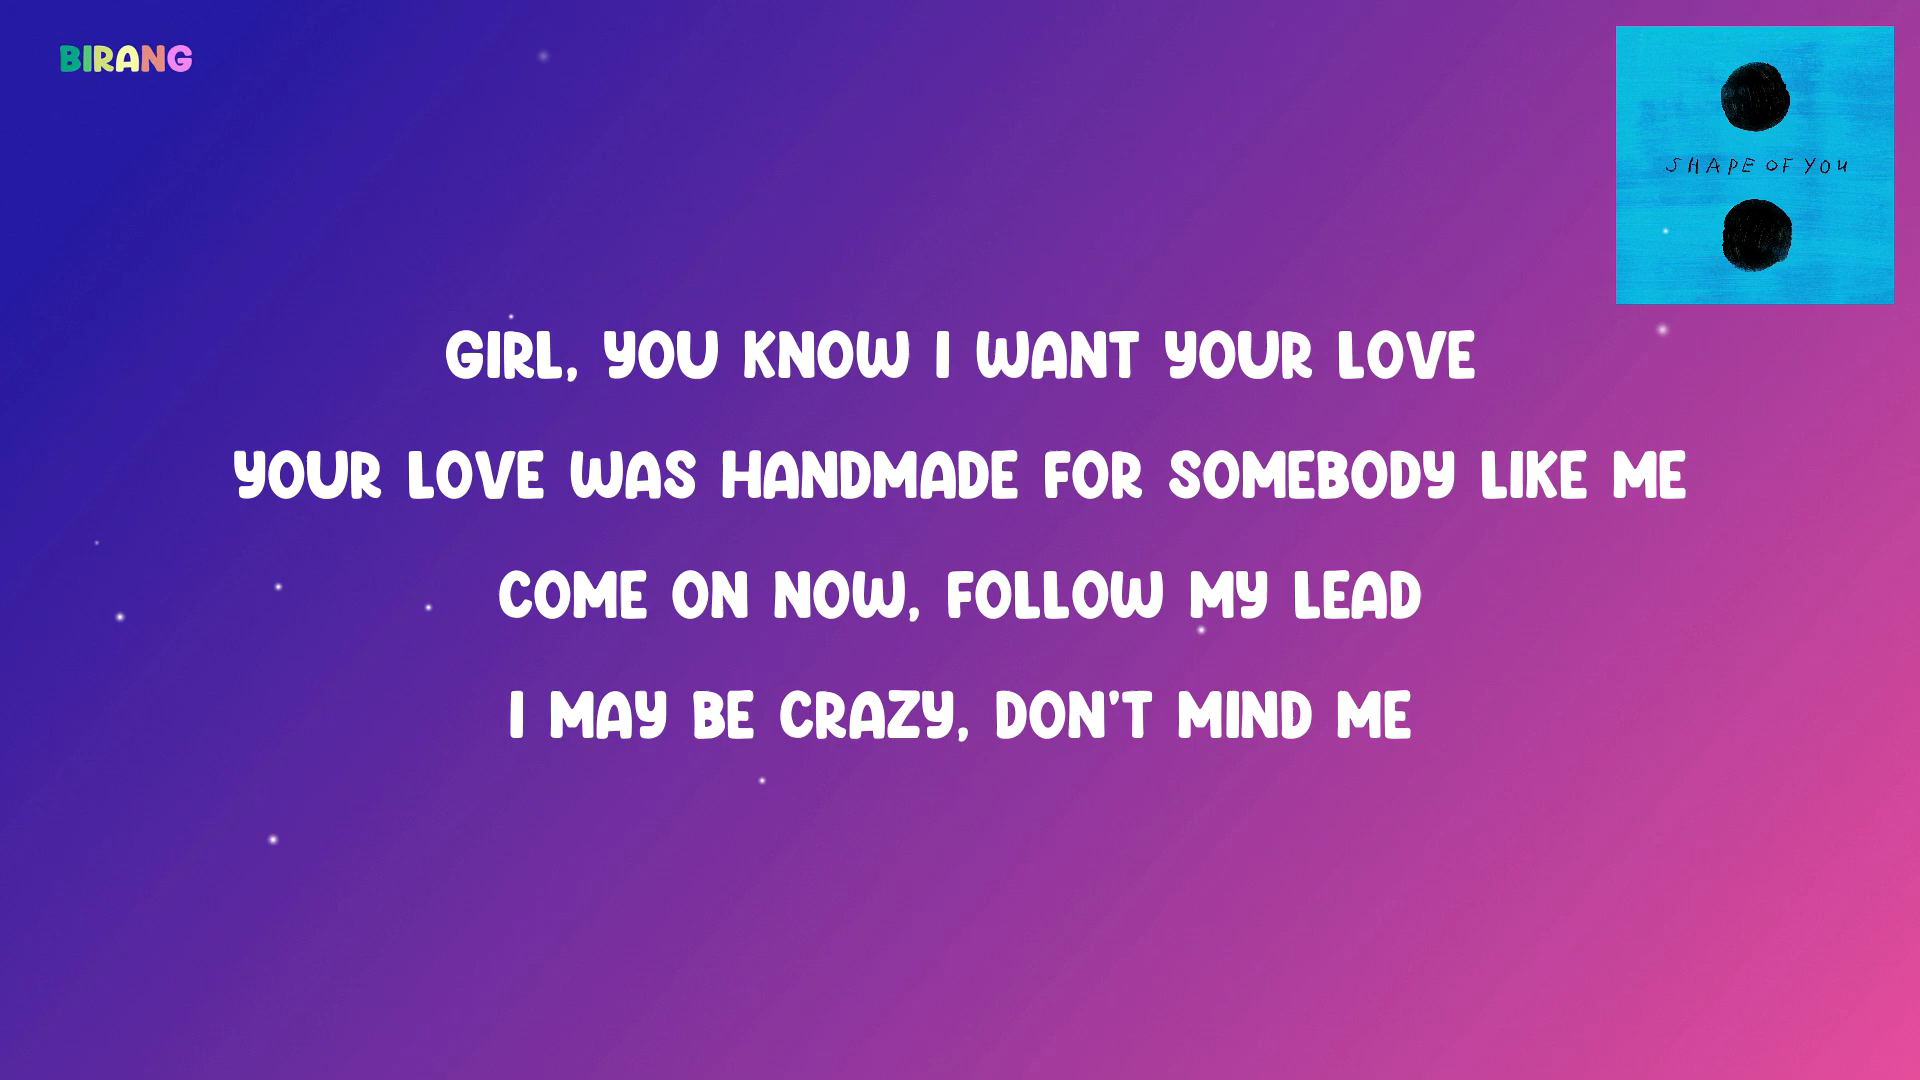 BIRANG
SHAPE OF YOU
GIRL, YOU KNOW I WANT YOUR LOVE
YOUR LOVE WAS HANDMADE FOR SOMEBODY LIKE ME
COME ON NOW, FOLLOW MY LEAD
I MAY BE CRAZY, DON'T MIND ME